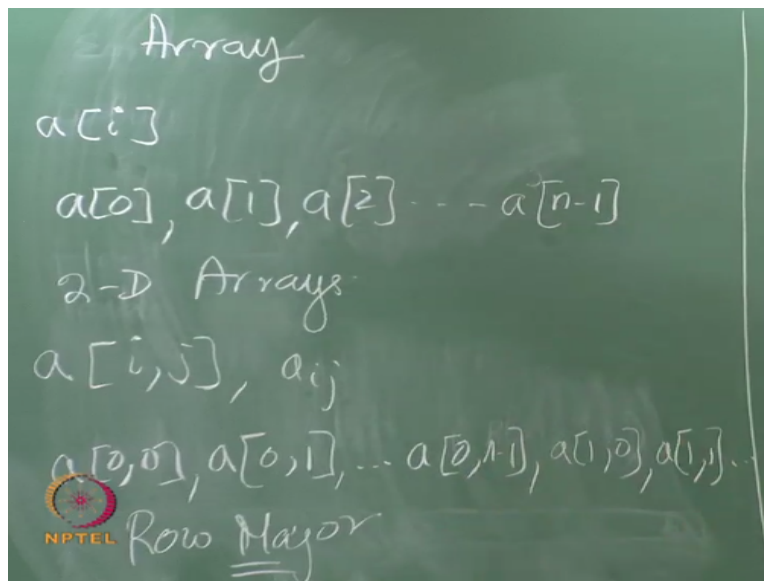 Array
a[i]
a[0], a[1], a[2] ---- a[n-1]
2-D Arrays
a[i,j], aij
a[0,0], a[0,1], ... a[0,n-1], a[1,0], a[1,1]...
NPTEL
Row Major